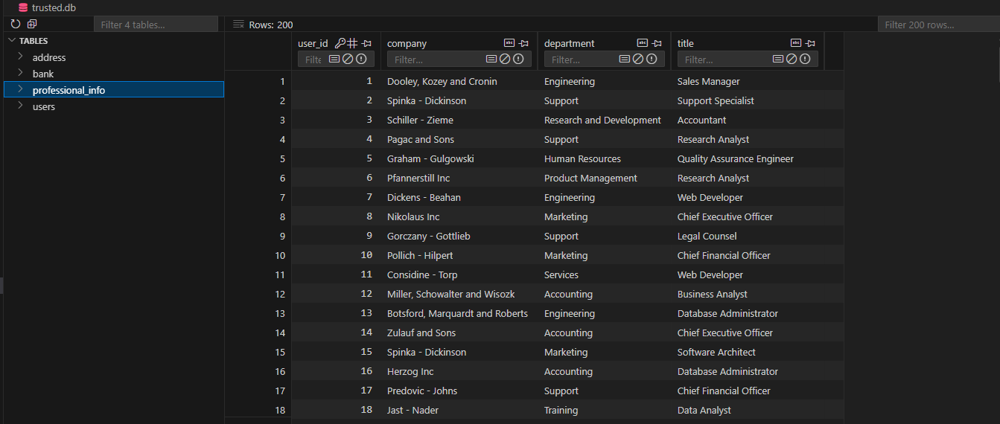 trusted.db
Filter 4 tables...
Rows: 200
Filter 200 rows...
TABLES
address
bank
professional_info
users
user_id company department title
Filte Filter... Filter... Filter...
1 1 Dooley, Kozey and Cronin Engineering Sales Manager
2 2 Spinka - Dickinson Support Support Specialist
3 3 Schiller - Zieme Research and Development Accountant
4 4 Pagac and Sons Support Research Analyst
5 5 Graham - Gulgowski Human Resources Quality Assurance Engineer
6 6 Pfannerstill Inc Product Management Research Analyst
7 7 Dickens - Beahan Engineering Web Developer
8 8 Nikolaus Inc Marketing Chief Executive Officer
9 9 Gorczany - Gottlieb Support Legal Counsel
10 10 Pollich - Hilpert Marketing Chief Financial Officer
11 11 Considine - Torp Services Web Developer
12 12 Miller, Schowalter and Wisozk Accounting Business Analyst
13 13 Botsford, Marquardt and Roberts Engineering Database Administrator
14 14 Zulauf and Sons Accounting Chief Executive Officer
15 15 Spinka - Dickinson Marketing Software Architect
16 16 Herzog Inc Accounting Database Administrator
17 17 Predovic - Johns Support Chief Financial Officer
18 18 Jast - Nader Training Data Analyst